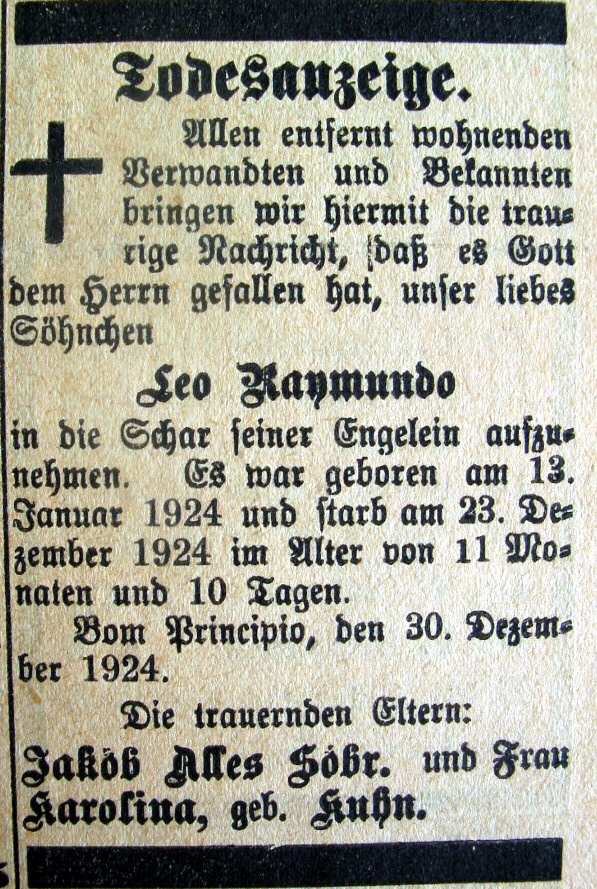 Todesanzeige.
Allen entfernt wohnenden
Verwandten und Bekannten
bringen wir hiermit die trau-
rige Nachricht, daß es Gott
dem Herrn gefallen hat, unser liebes
Söhnchen
Leo Raymundo
in die Schar seiner Engelein aufzu-
nehmen. Es war geboren am 13.
Januar 1924 und starb am 23. De-
zember 1924 im Alter von 11 Mo-
naten und 10 Tagen.
Bom Principio, den 30. Dezem-
ber 1924.
Die trauernden Eltern:
Jakob Alles Sobr. und Frau
Karolina, geb. Kuhn.